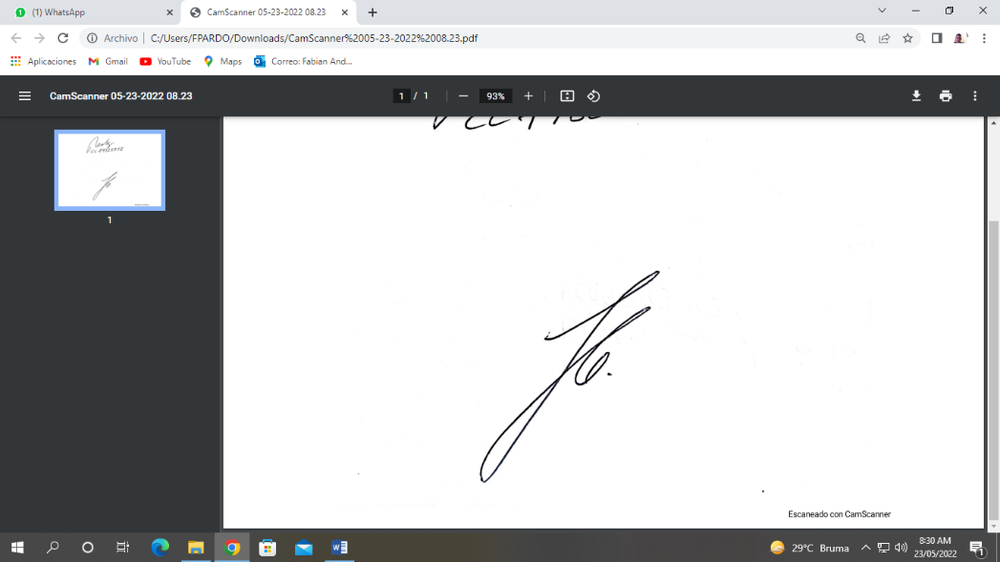 (1) WhatsApp
CamScanner 05-23-2022 08.23
Archivo
C:/Users/FPARDO/Downloads/CamScanner%2005-23-2022%2008.23.pdf
Aplicaciones
Gmail
YouTube
Maps
Correo: Fabian And...
CamScanner 05-23-2022 08.23
1 / 1
93%
1
Escaneado con CamScanner
29°C Bruma
8:30 AM
23/05/2022
1